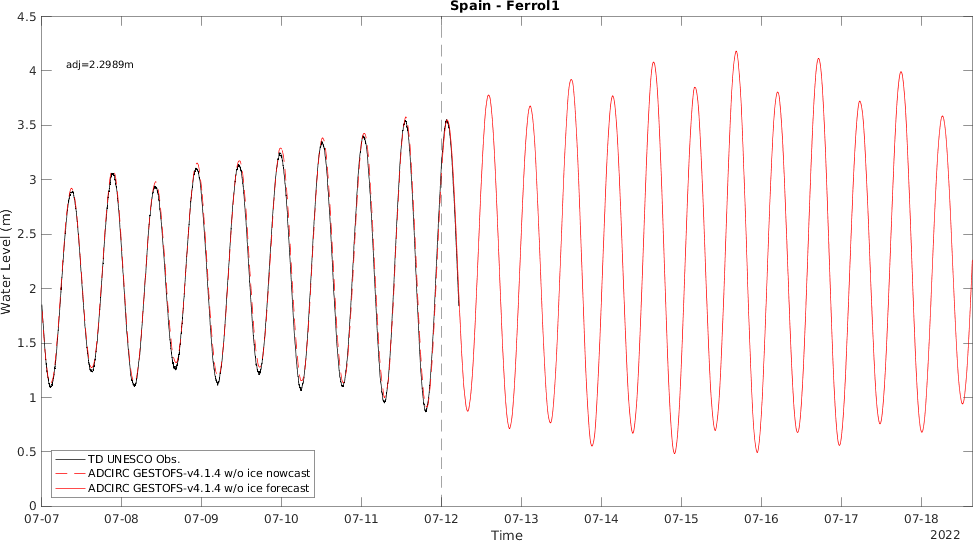 Spain - Ferrol1
4.5
4
3.5
3
2.5
2
1.5
1
0.5
0
Water Level (m)
adj=2.2989m
TD UNESCO Obs.
ADCIRC GESTOFS-v4.1.4 w/o ice nowcast
ADCIRC GESTOFS-v4.1.4 w/o ice forecast
07-07 07-08 07-09 07-10 07-11 07-12 07-13 07-14 07-15 07-16 07-17 07-18
Time
2022